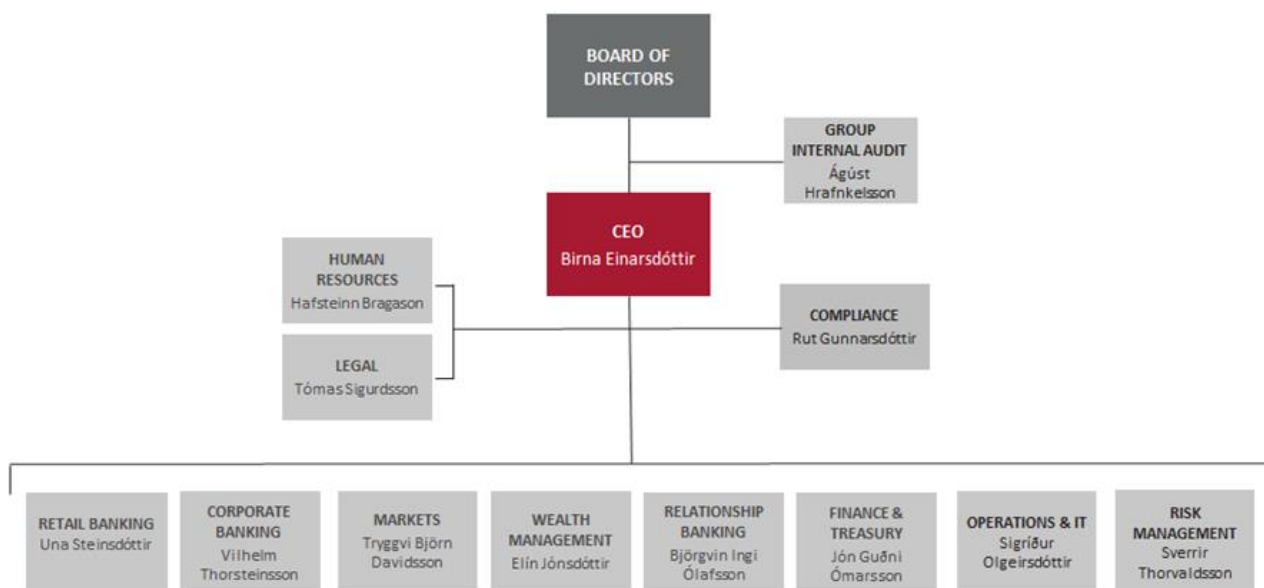 BOARD OF
DIRECTORS
GROUP
INTERNAL AUDIT
Ágúst
Hrafnkelsson
CEO
Birna Einarsdóttir
HUMAN
RESOURCES
Hafsteinn Bragason
COMPLIANCE
Rut Gunnarsdóttir
LEGAL
Tómas Sigurdsson
RETAIL BANKING
Una Steinsdóttir
CORPORATE
BANKING
Vilhelm
Thorsteinsson
MARKETS
Tryggvi Björn
Davidsson
WEALTH
MANAGEMENT
Elín Jónsdóttir
RELATIONSHIP
BANKING
Björgvin Ingi
Ólafsson
FINANCE &
TREASURY
Jón Guðni
Ómarsson
OPERATIONS & IT
Sigríður
Olgeirsdóttir
RISK
MANAGEMENT
Sverrir
Thorvaldsson